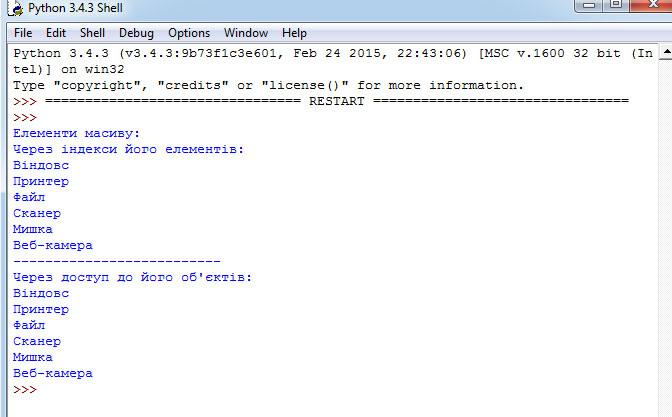 Python 3.4.3 Shell
File Edit Shell Debug Options Window Help
Python 3.4.3 (v3.4.3:9b73f1c3e601, Feb 24 2015, 22:43:06) [MSC v.1600 32 bit (In
tel)] on win32
Type "copyright", "credits" or "license()" for more information.
>>> ================================ RESTART ================================
>>>
Елементи масиву:
Через індекси його елементів:
Віндовс
Принтер
Файл
Сканер
Мишка
Веб-камера
--------------------------
Через доступ до його об'єктів:
Віндовс
Принтер
Файл
Сканер
Мишка
Веб-камера
>>>